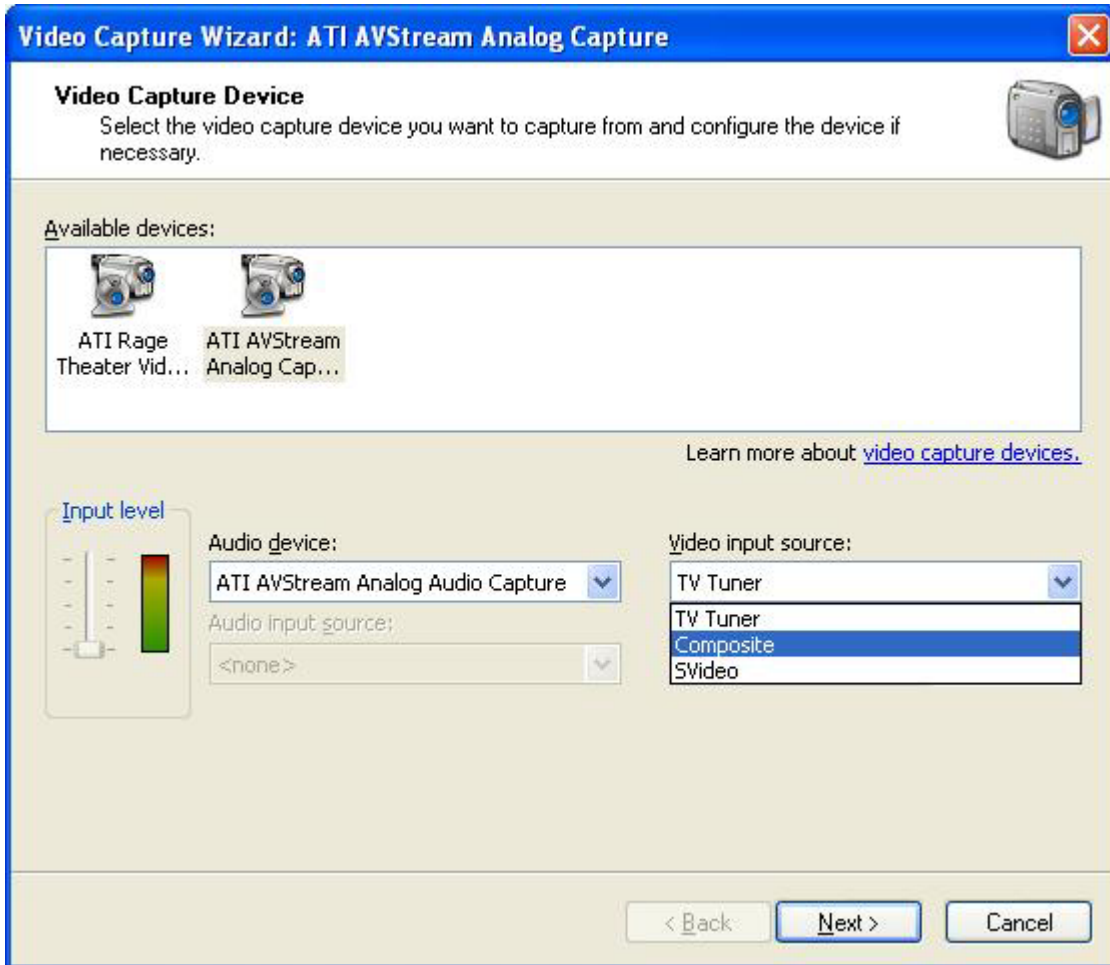 Video Capture Wizard: ATI AVStream Analog Capture
Video Capture Device
Select the video capture device you want to capture from and configure the device if
necessary.
Available devices:
ATI Rage
Theater Vid...
ATI AVStream
Analog Cap...
Learn more about video capture devices.
Input level
Audio device:
ATI AVStream Analog Audio Capture
Audio input source:
<none>
Video input source:
TV Tuner
TV Tuner
Composite
SVideo
< Back
Next >
Cancel